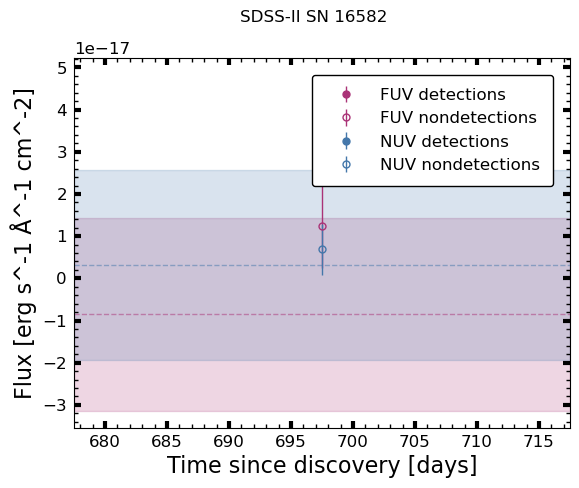 SDSS-II SN 16582
1e−17
5
4
3
2
1
0
−1
−2
−3
Flux [erg s^-1 Å^-1 cm^-2]
FUV detections
FUV nondetections
NUV detections
NUV nondetections
680 685 690 695 700 705 710 715
Time since discovery [days]